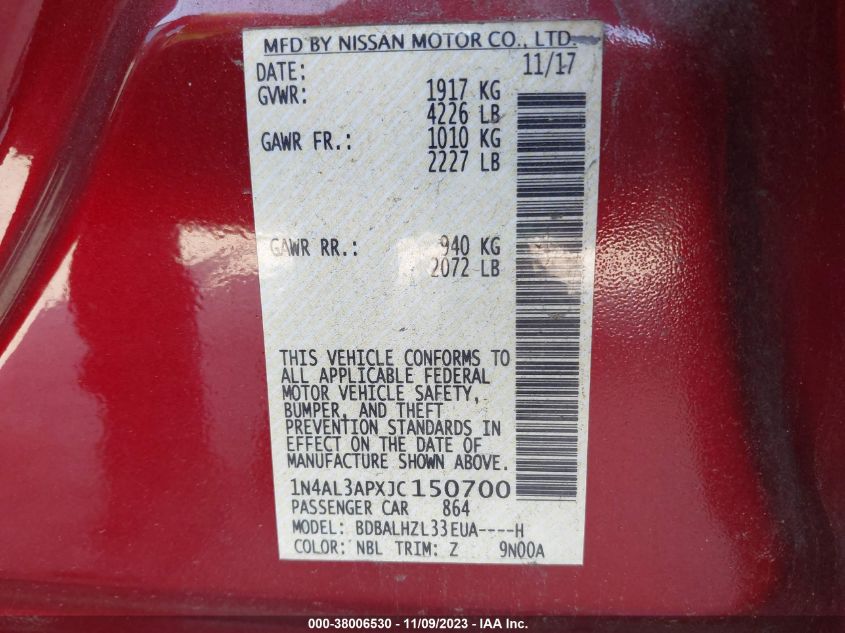 MFD BY NISSAN MOTOR CO., LTD.
DATE: 11/17
GVWR: 1917 KG
4226 LB
GAWR FR.: 1010 KG
2227 LB
GAWR RR.: 940 KG
2072 LB
THIS VEHICLE CONFORMS TO
ALL APPLICABLE FEDERAL
MOTOR VEHICLE SAFETY,
BUMPER, AND THEFT
PREVENTION STANDARDS IN
EFFECT ON THE DATE OF
MANUFACTURE SHOWN ABOVE.
1N4AL3APXJC150700
PASSENGER CAR 864
MODEL: BDBALHZL33EUA----H
COLOR: NBL TRIM: Z 9N00A
000-38006530 - 11/09/2023 - IAA Inc.